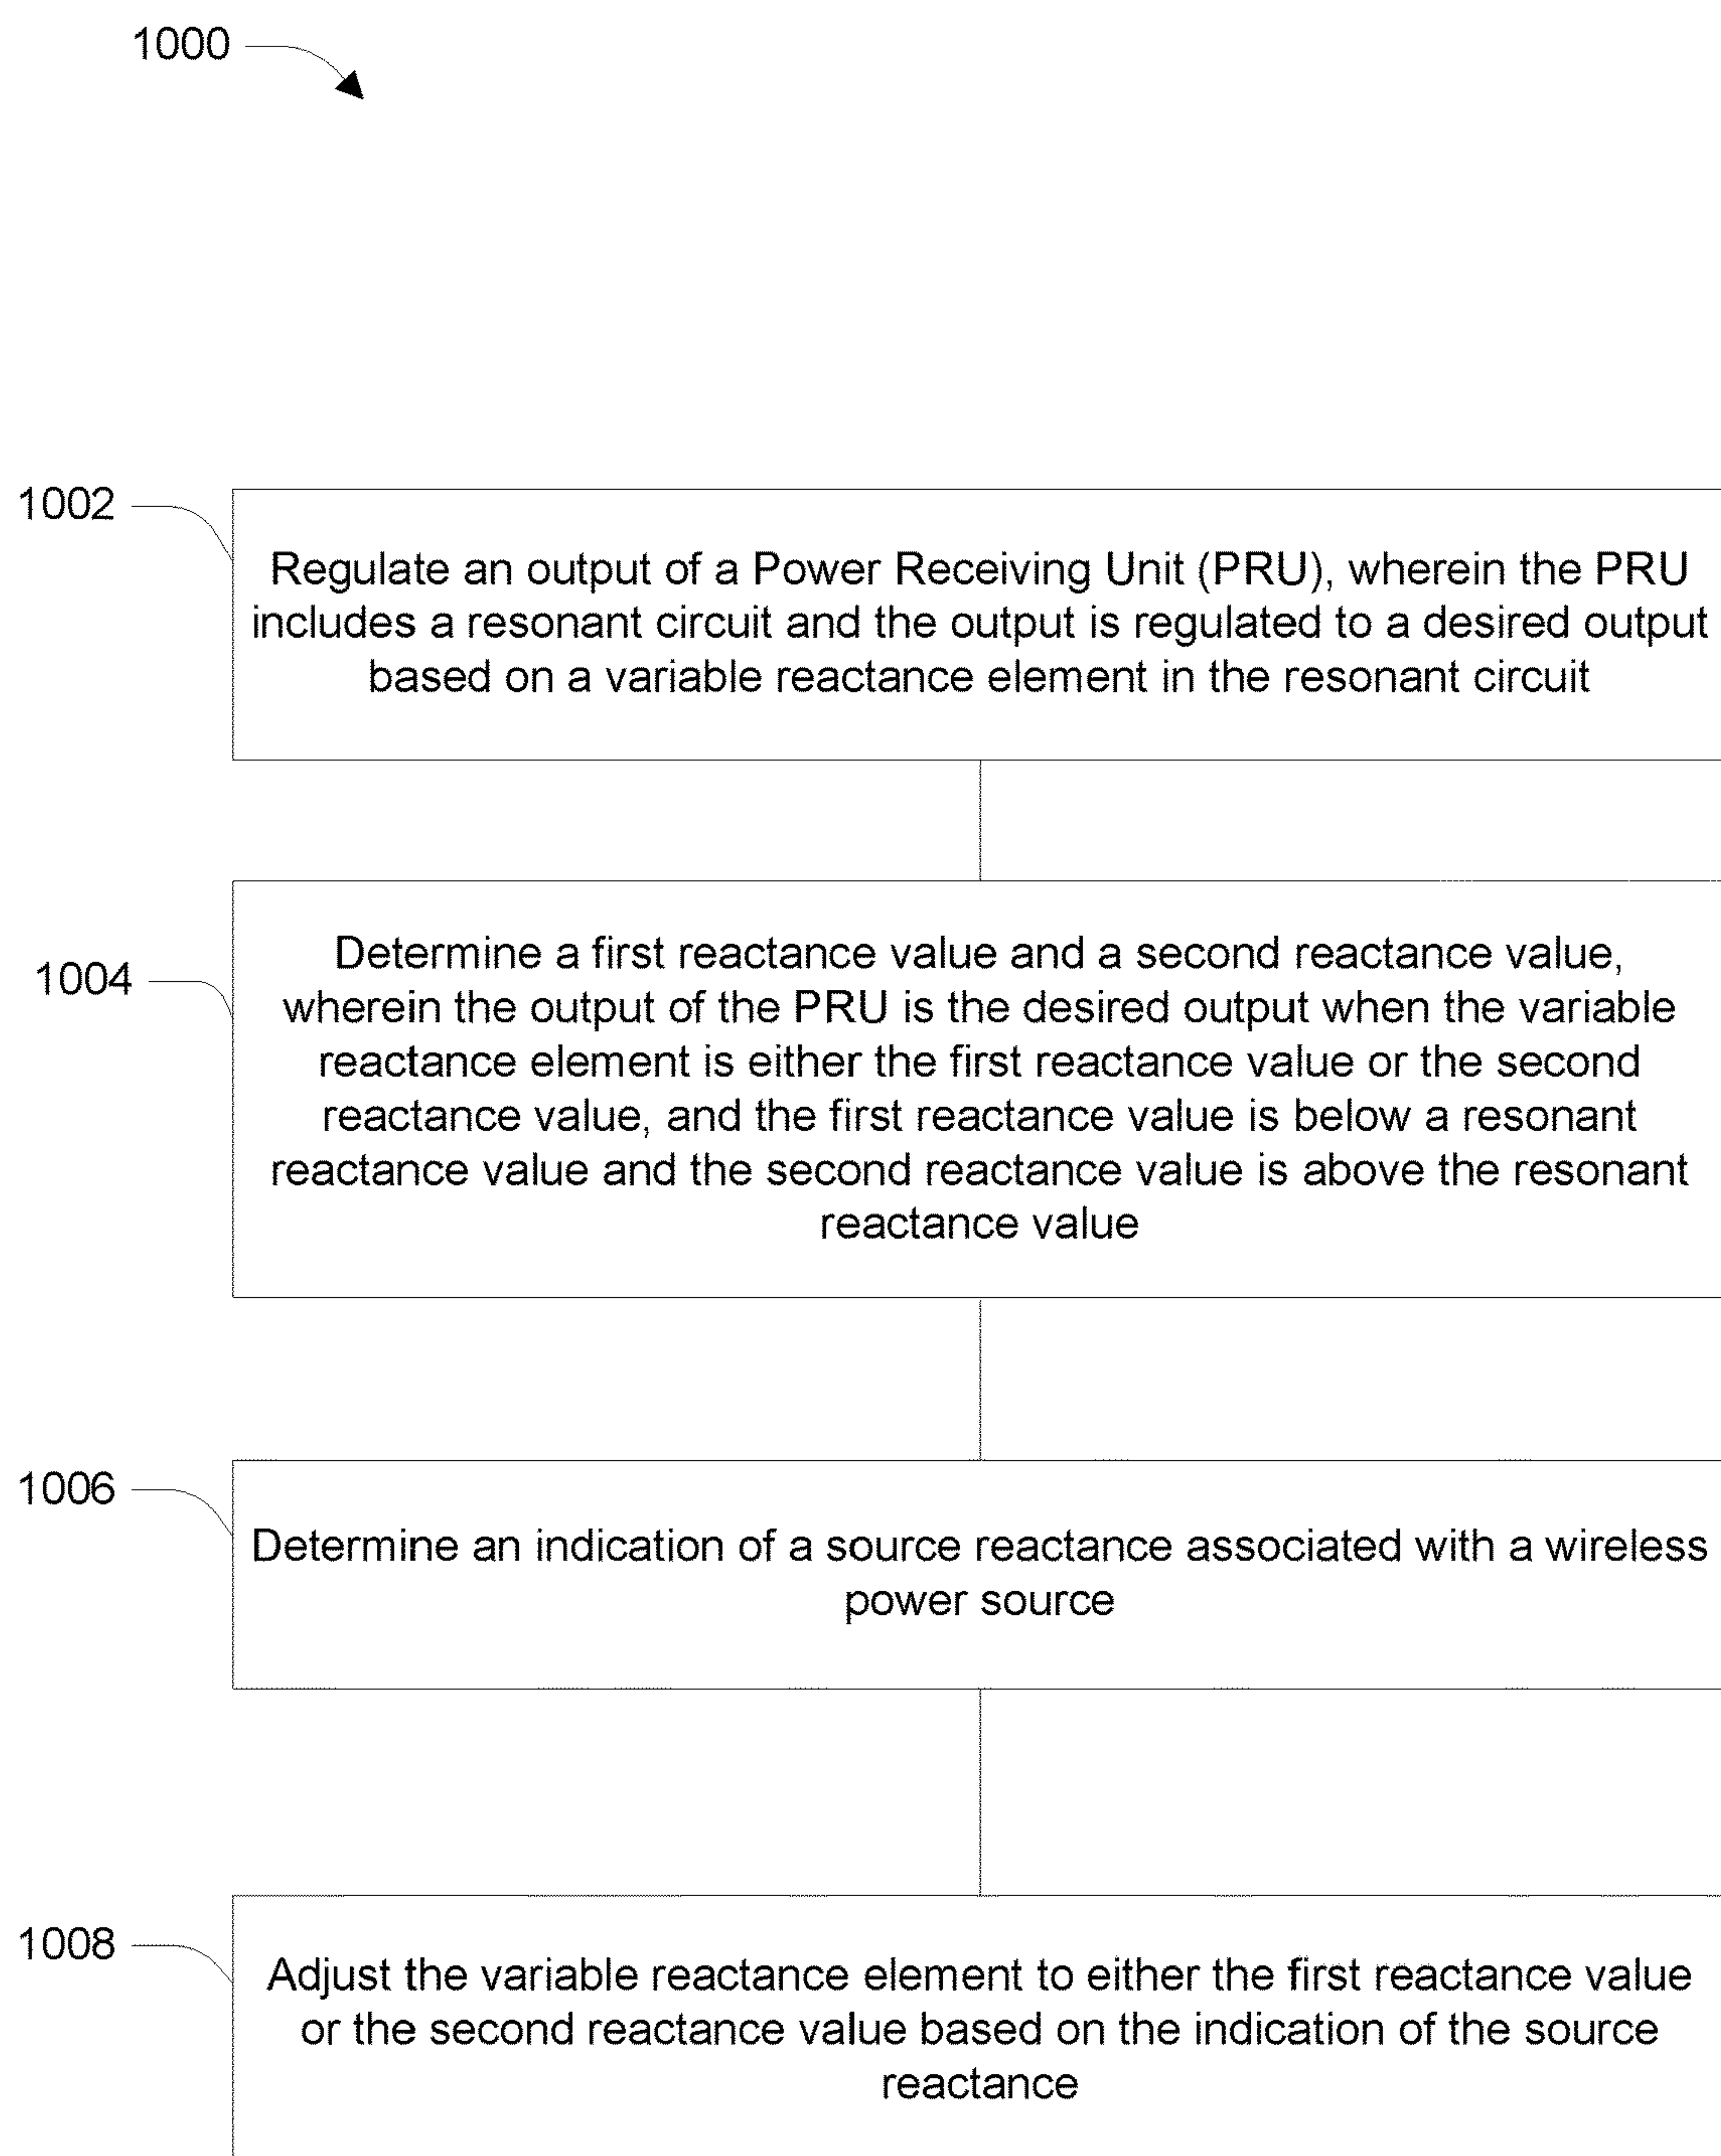 1000
1002
Regulate an output of a Power Receiving Unit (PRU), wherein the PRU
includes a resonant circuit and the output is regulated to a desired output
based on a variable reactance element in the resonant circuit
1004
Determine a first reactance value and a second reactance value,
wherein the output of the PRU is the desired output when the variable
reactance element is either the first reactance value or the second
reactance value, and the first reactance value is below a resonant
reactance value and the second reactance value is above the resonant
reactance value
1006
Determine an indication of a source reactance associated with a wireless
power source
1008
Adjust the variable reactance element to either the first reactance value
or the second reactance value based on the indication of the source
reactance